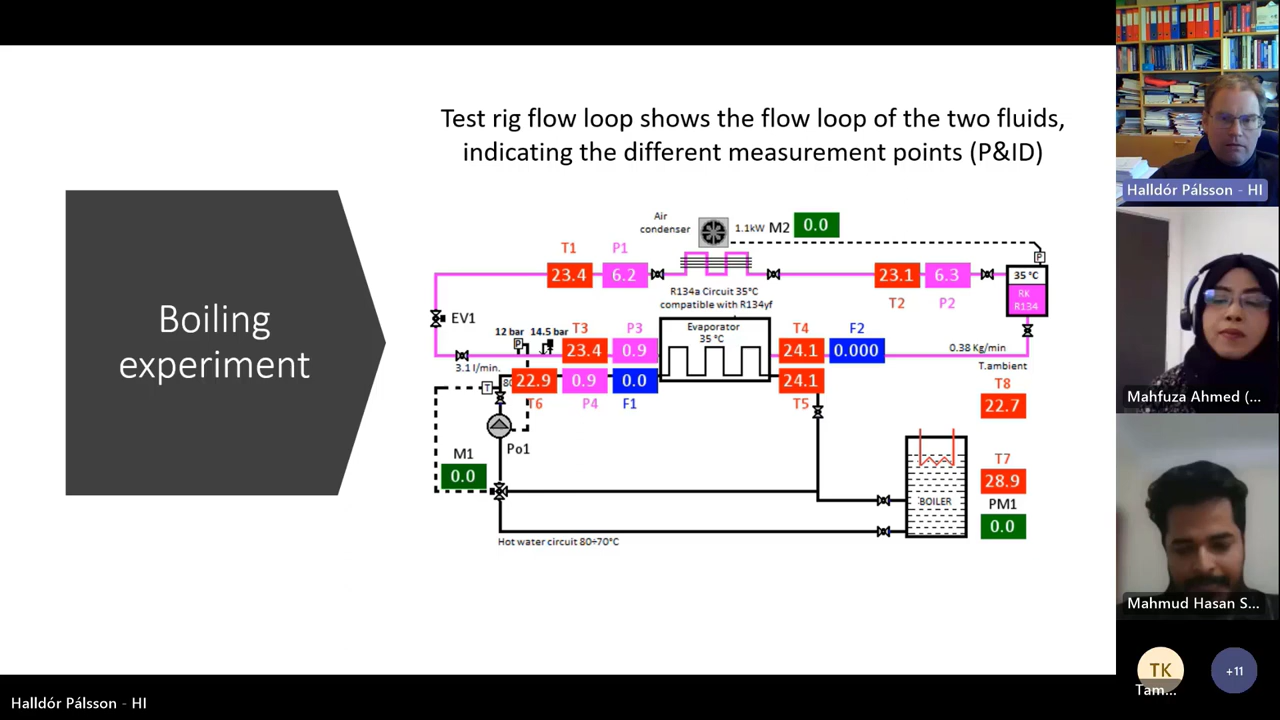 Test rig flow loop shows the flow loop of the two fluids,
indicating the different measurement points (P&ID)
Boiling
experiment
Air
condenser
1.1kW M2 0.0
T1 P1
23.4 6.2
23.1 6.3
T2 P2
35 °C
RK
R134
P
R134a Circuit 35°C
compatible with R134yf
EV1
12 bar 14.5 bar
P
T3 P3
23.4 0.9
Evaporator
35 °C
T4 F2
24.1 0.000
0.38 Kg/min
3.1 l/min.
T
80
22.9 0.9 0.0
T6 P4 F1
24.1
T5
T.ambient
T8
22.7
Po1
M1
0.0
BOILER
T7
28.9
PM1
0.0
Hot water circuit 80÷70°C
Halldór Pálsson - HI
Mahfuza Ahmed (...
Mahmud Hasan S...
TK
Tam...
+11
Halldór Pálsson - HI